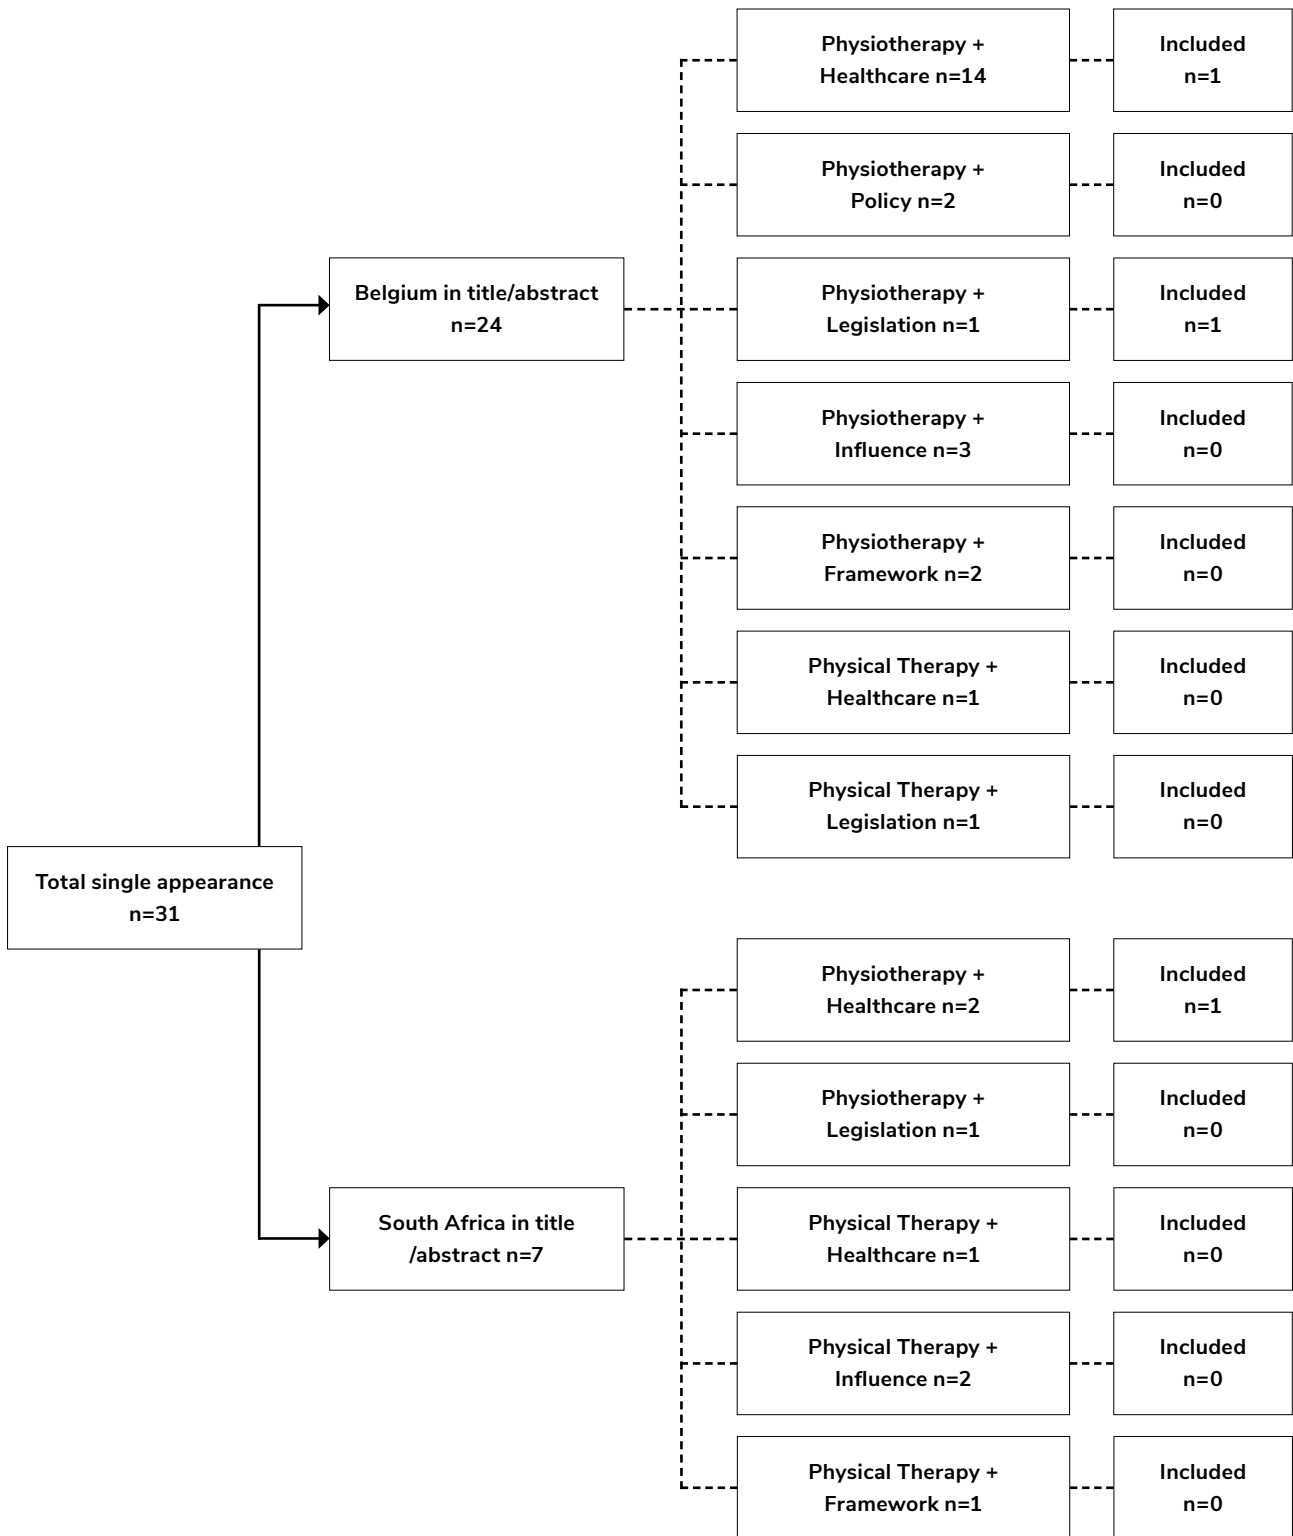 Physiotherapy +
Healthcare n=14
Included
n=1
Physiotherapy +
Policy n=2
Included
n=0
Belgium in title/abstract
n=24
Physiotherapy +
Legislation n=1
Included
n=1
Physiotherapy +
Influence n=3
Included
n=0
Physiotherapy +
Framework n=2
Included
n=0
Physical Therapy +
Healthcare n=1
Included
n=0
Physical Therapy +
Legislation n=1
Included
n=0
Total single appearance
n=31
Physiotherapy +
Healthcare n=2
Included
n=1
Physiotherapy +
Legislation n=1
Included
n=0
South Africa in title
/abstract n=7
Physical Therapy +
Healthcare n=1
Included
n=0
Physical Therapy +
Influence n=2
Included
n=0
Physical Therapy +
Framework n=1
Included
n=0